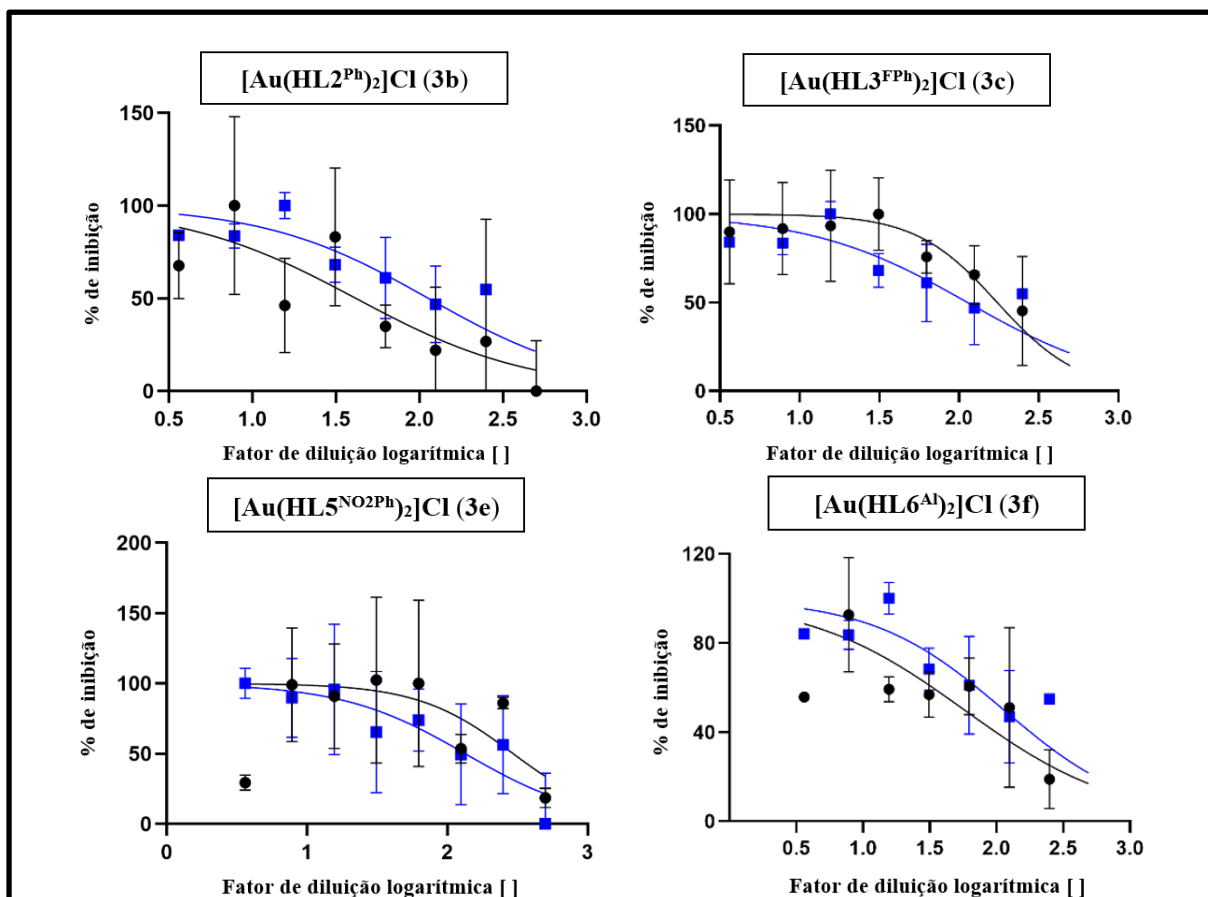 [Au(HL2^Ph)₂]Cl (3b)
150
100
50
0
% de inibição
0.5 1.0 1.5 2.0 2.5 3.0
Fator de diluição logarítmica [ ]
[Au(HL3^FPh)₂]Cl (3c)
150
100
50
0
% de inibição
0.5 1.0 1.5 2.0 2.5 3.0
Fator de diluição logarítmica [ ]
[Au(HL5^NO2Ph)₂]Cl (3e)
200
150
100
50
0
% de inibição
0 1 2 3
Fator de diluição logarítmica [ ]
[Au(HL6^Al)₂]Cl (3f)
120
80
40
0
% de inibição
0.5 1.0 1.5 2.0 2.5 3.0
Fator de diluição logarítmica [ ]